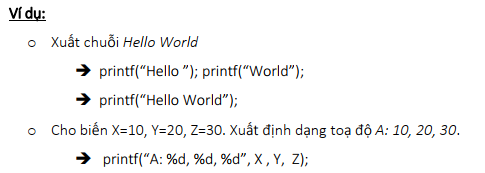 Ví dụ:
o Xuất chuỗi Hello World
➔ printf(“Hello ”); printf(“World”);
➔ printf(“Hello World”);
o Cho biến X=10, Y=20, Z=30. Xuất định dạng toạ độ A: 10, 20, 30.
➔ printf(“A: %d, %d, %d”, X , Y, Z);